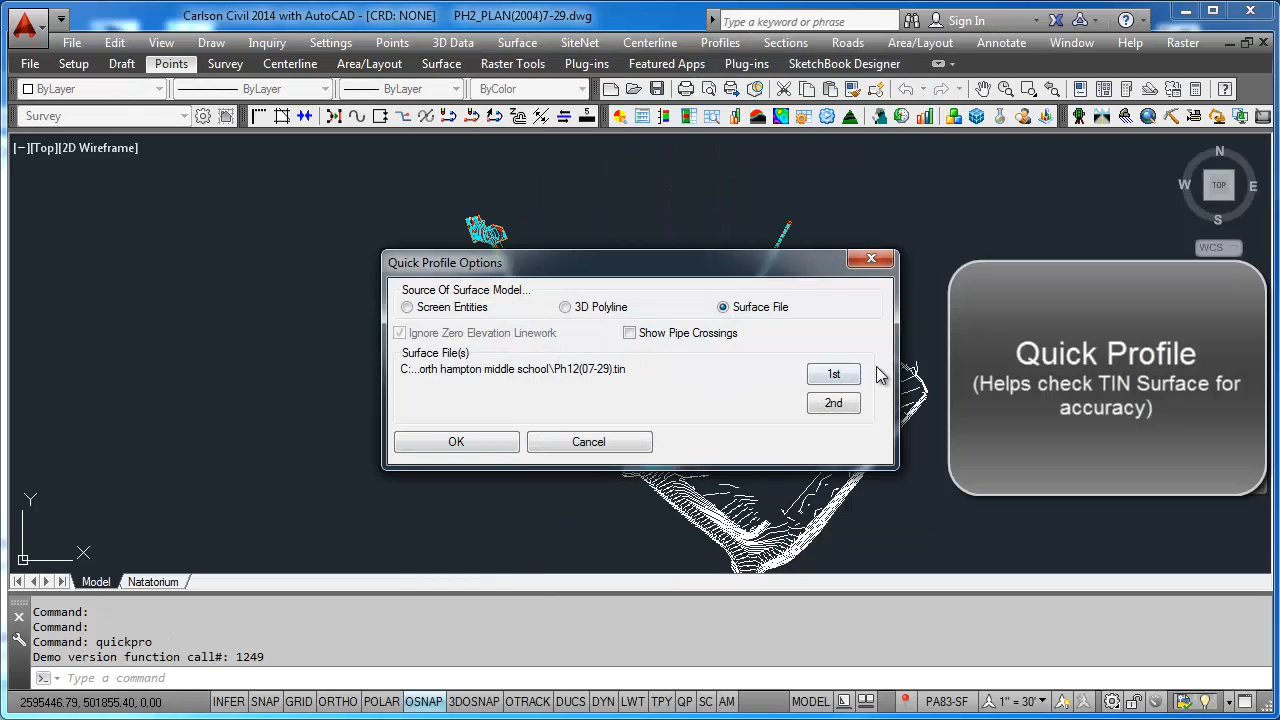 Carlson Civil 2014 with AutoCAD - [CRD: NONE] PH2_PLAN(2004)7-29.dwg
Type a keyword or phrase
Sign In
File Edit View Draw Inquiry Settings Points 3D Data Surface SiteNet Centerline Profiles Sections Roads Area/Layout Annotate Window Help Raster
File Setup Draft Points Survey Centerline Area/Layout Surface Raster Tools Plug-ins Featured Apps Plug-ins SketchBook Designer
ByLayer ByLayer ByLayer ByColor
Survey
[−][Top][2D Wireframe]
N
W TOP E
S
WCS
Quick Profile Options
Source Of Surface Model...
Screen Entities 3D Polyline Surface File
Ignore Zero Elevation Linework Show Pipe Crossings
Surface File(s)
C:...orth hampton middle school\Ph12(07-29).tin
1st
2nd
OK Cancel
Quick Profile
(Helps check TIN Surface for
accuracy)
Y
X
Model Natatorium
Command:
Command:
Command: quickpro
Demo version function call#: 1249
Type a command
2595446.79, 501855.40, 0.00 INFER SNAP GRID ORTHO POLAR OSNAP 3DOSNAP OTRACK DUCS DYN LWT TPY QP SC AM MODEL PA83-SF 1" = 30'